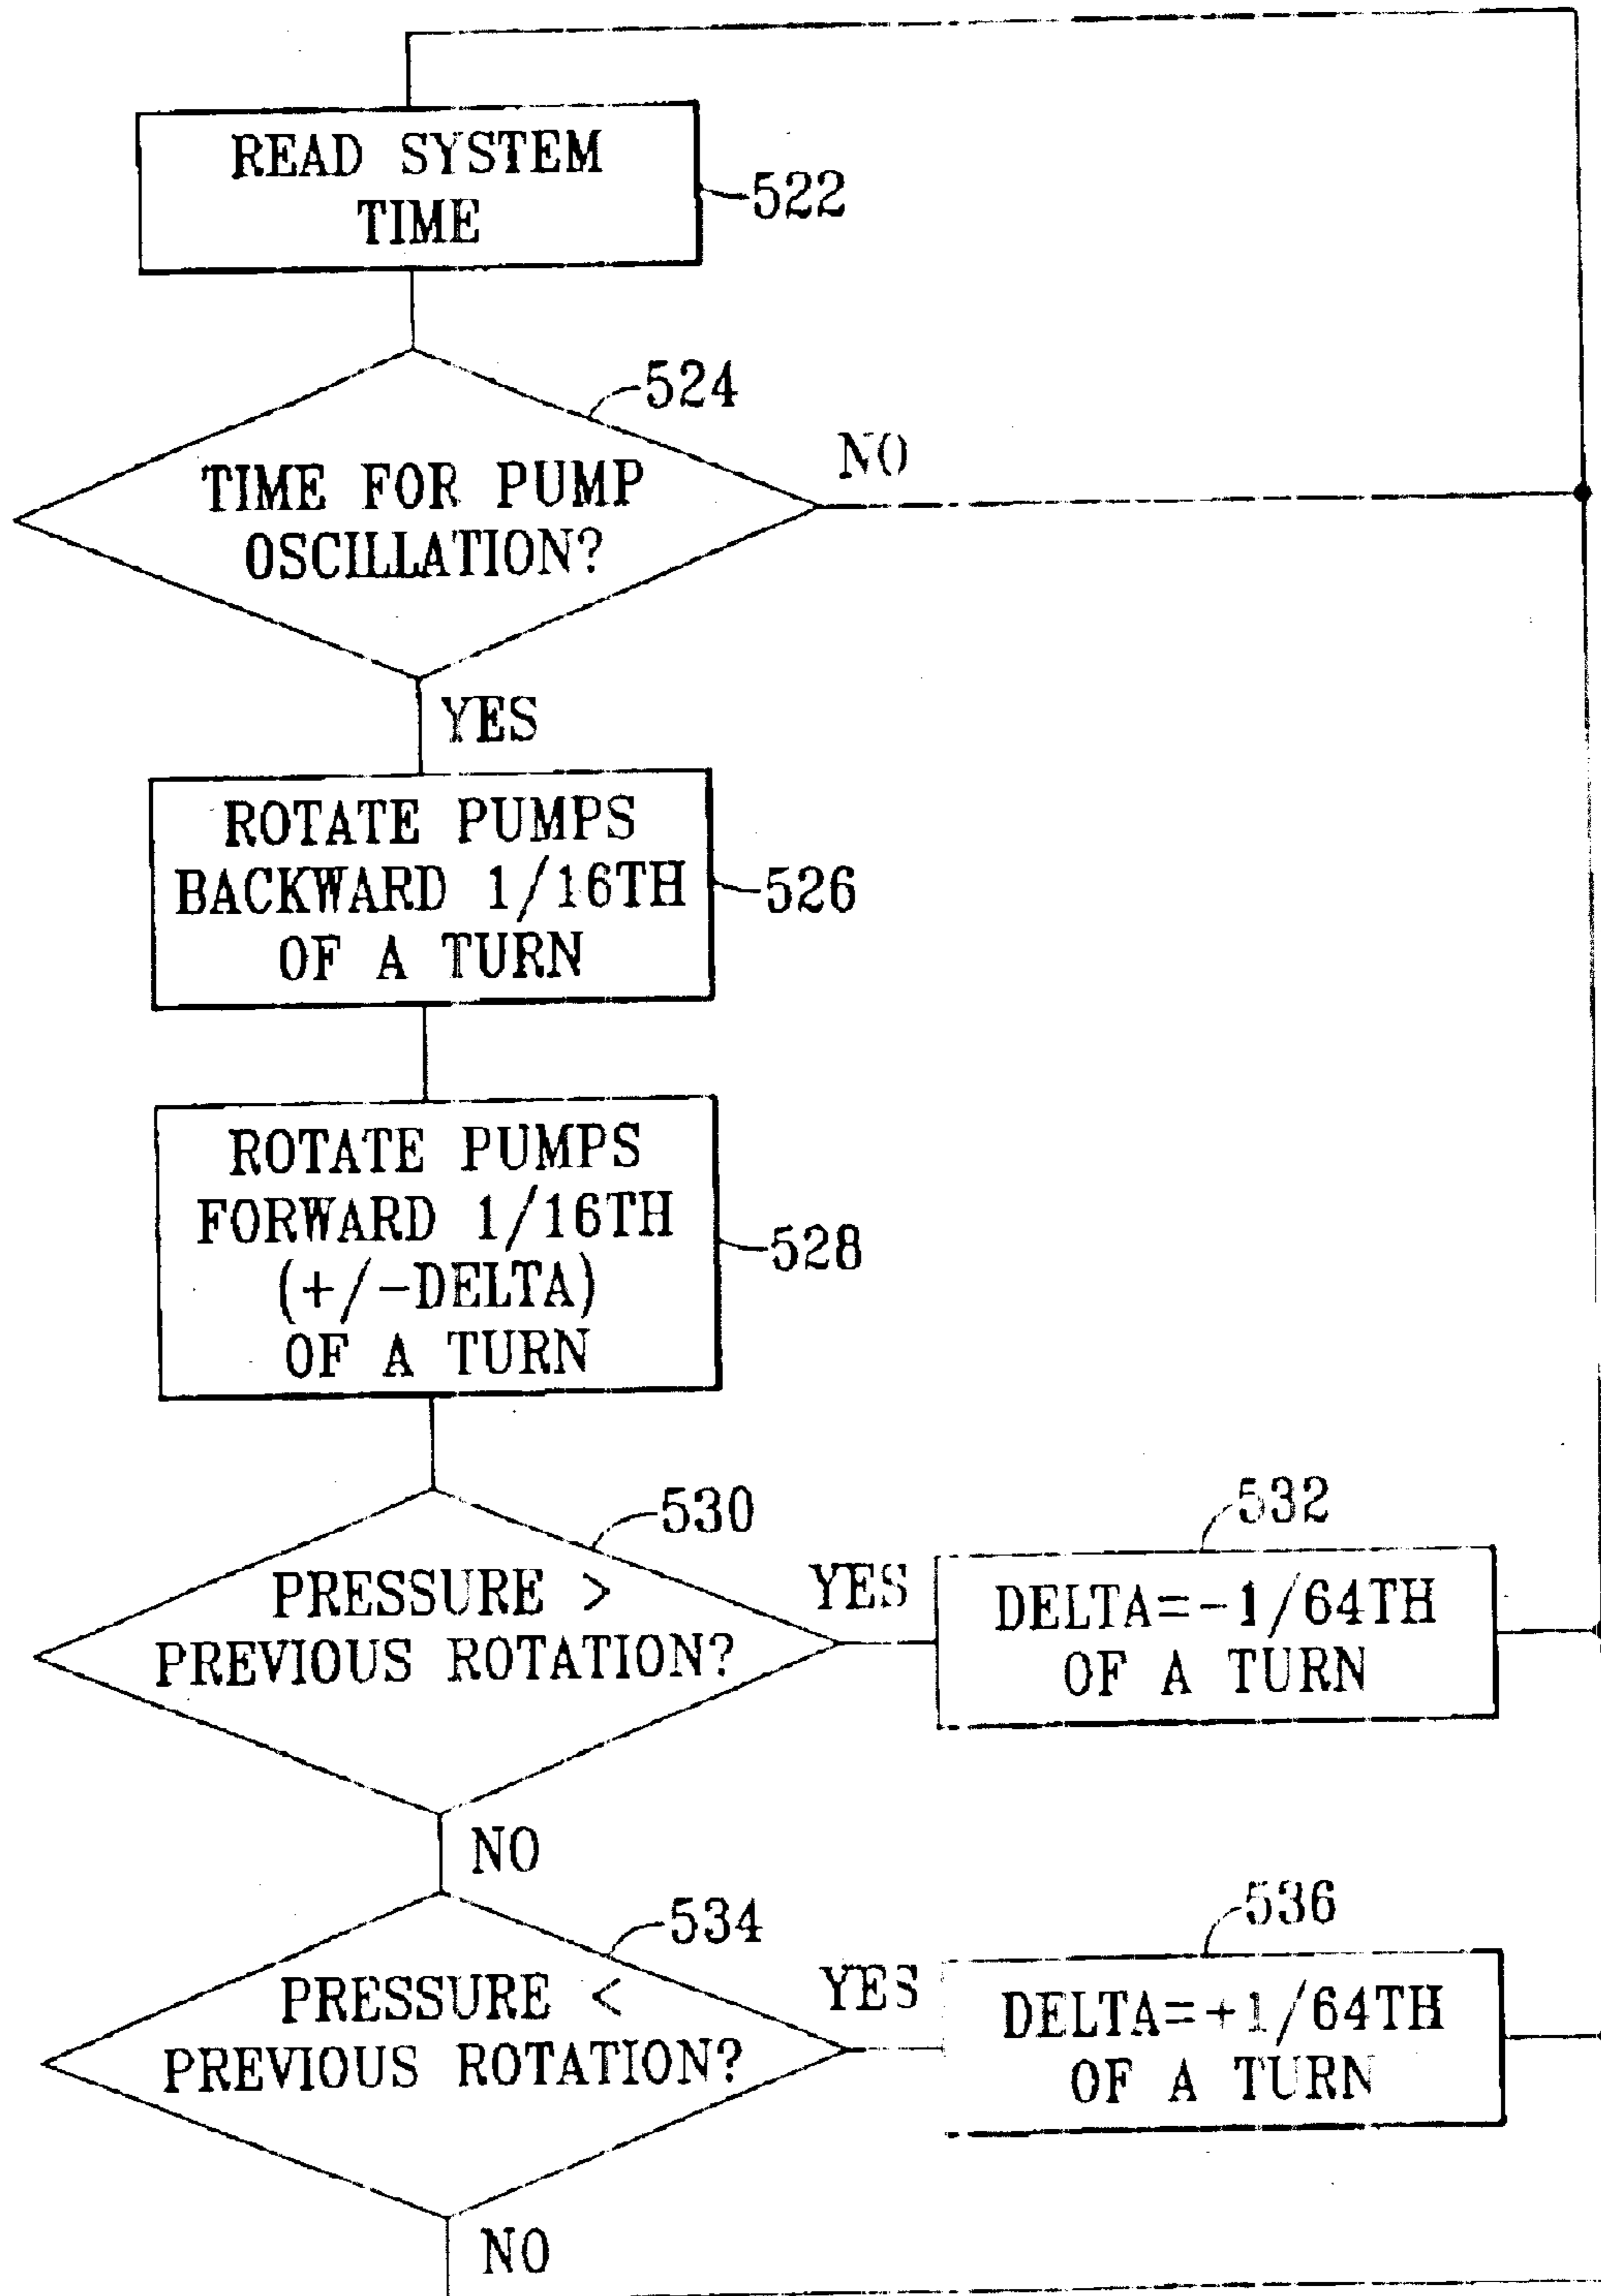 READ SYSTEM
TIME
522
524
TIME FOR PUMP
OSCILLATION?
NO
YES
ROTATE PUMPS
BACKWARD 1/16TH
OF A TURN
526
ROTATE PUMPS
FORWARD 1/16TH
(+/-DELTA)
OF A TURN
528
530
PRESSURE >
PREVIOUS ROTATION?
YES
532
DELTA=-1/64TH
OF A TURN
NO
534
PRESSURE <
PREVIOUS ROTATION?
YES
536
DELTA=+1/64TH
OF A TURN
NO